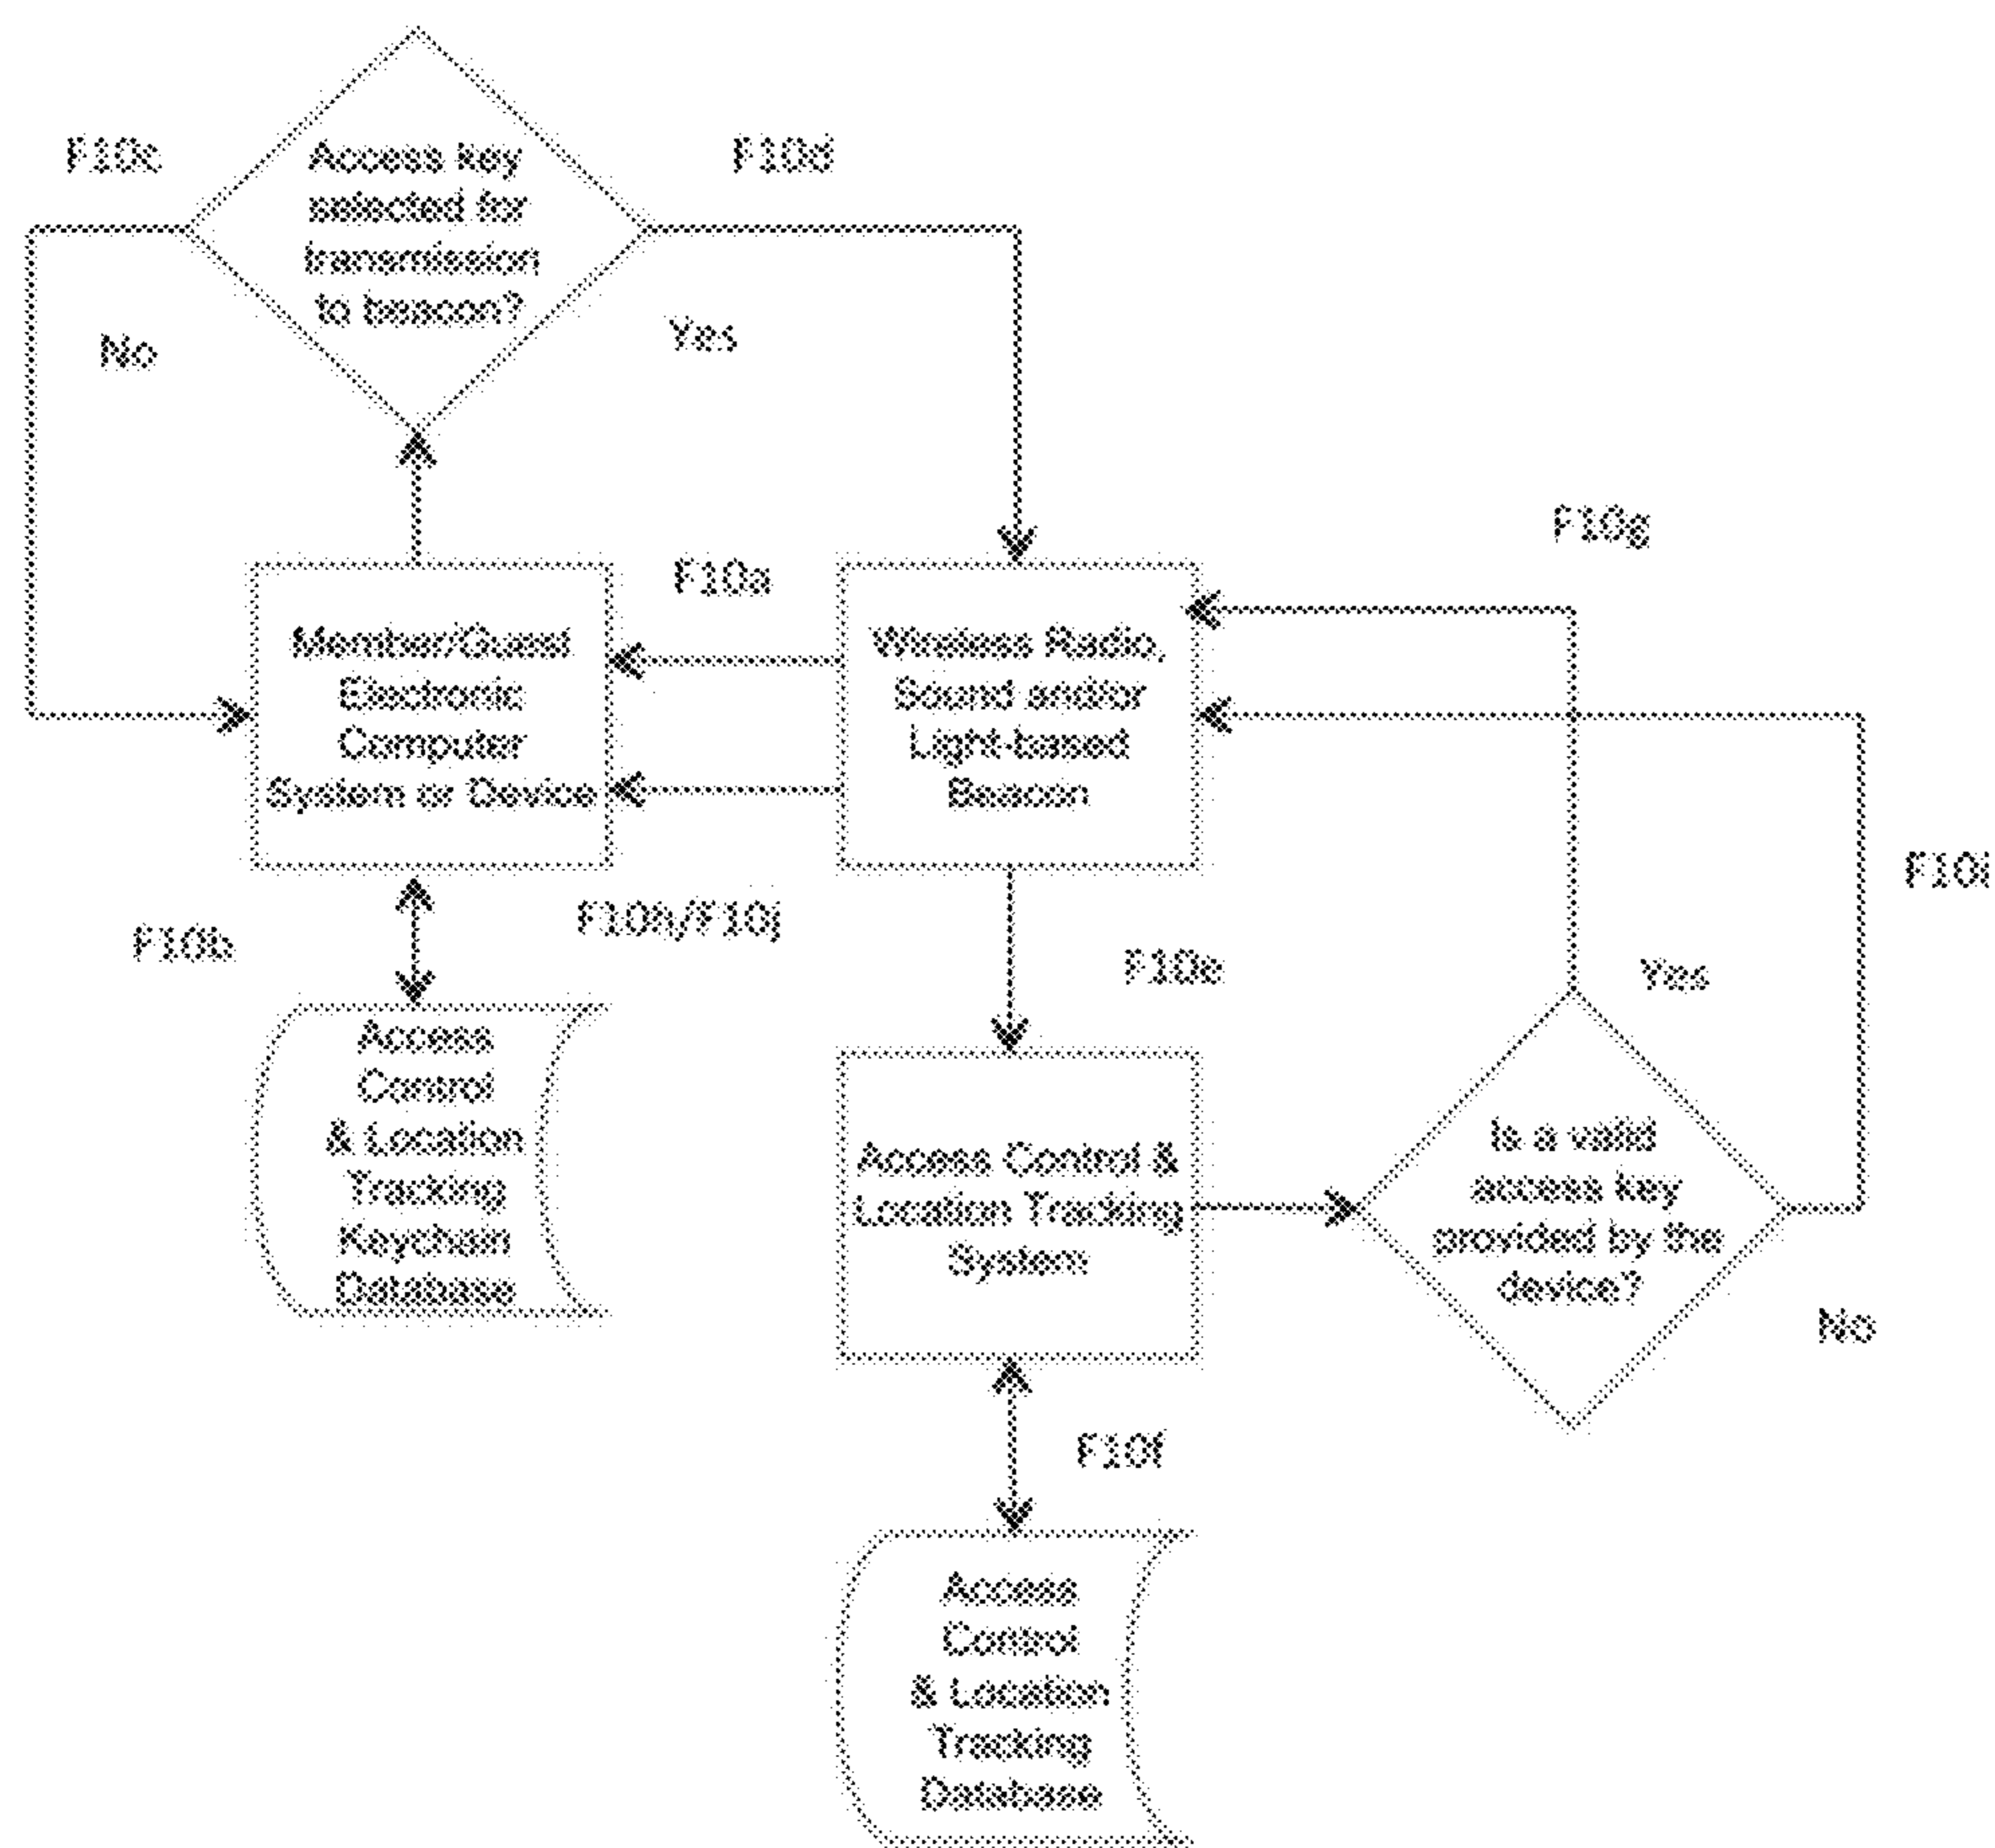 F10c
Access key
selected for
transmission
to beacon?
F10d
No
Yes
F10g
F10a
Member/Guest
Electronic
Computer
System or Device
Wireless Radio,
Sound and/or
Light-based
Beacon
F10i
F10b
F10h/F10j
F10e
Yes
Access
Control
& Location
Tracking
Keychain
Database
Access Control &
Location Tracking
System
Is a valid
access key
provided by the
device?
No
F10f
Access
Control
& Location
Tracking
Database